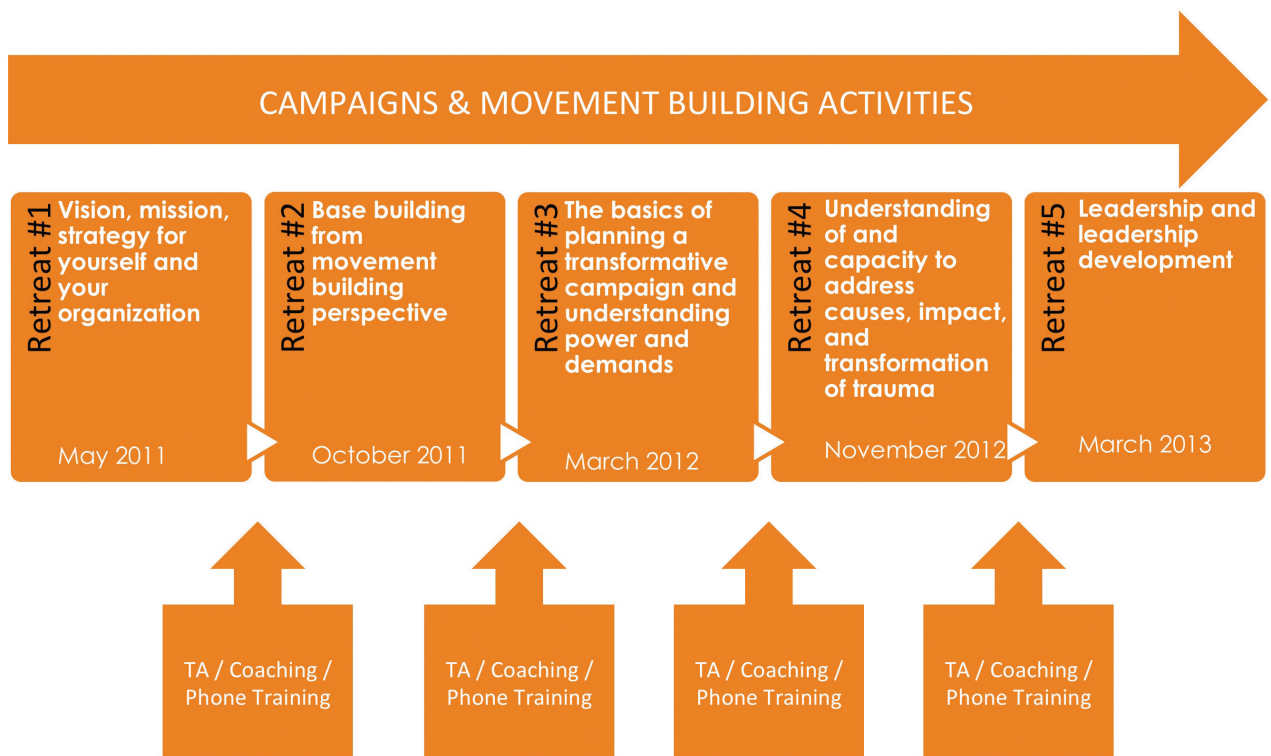 CAMPAIGNS & MOVEMENT BUILDING ACTIVITIES
Retreat #1
Vision, mission,
strategy for
yourself and
your
organization
May 2011
Retreat #2
Base building
from
movement
building
perspective
October 2011
Retreat #3
The basics of
planning a
transformative
campaign and
understanding
power and
demands
March 2012
Retreat #4
Understanding
of and
capacity to
address
causes, impact,
and
transformation
of trauma
November 2012
Retreat #5
Leadership and
leadership
development
March 2013
TA / Coaching /
Phone Training
TA / Coaching /
Phone Training
TA / Coaching /
Phone Training
TA / Coaching /
Phone Training